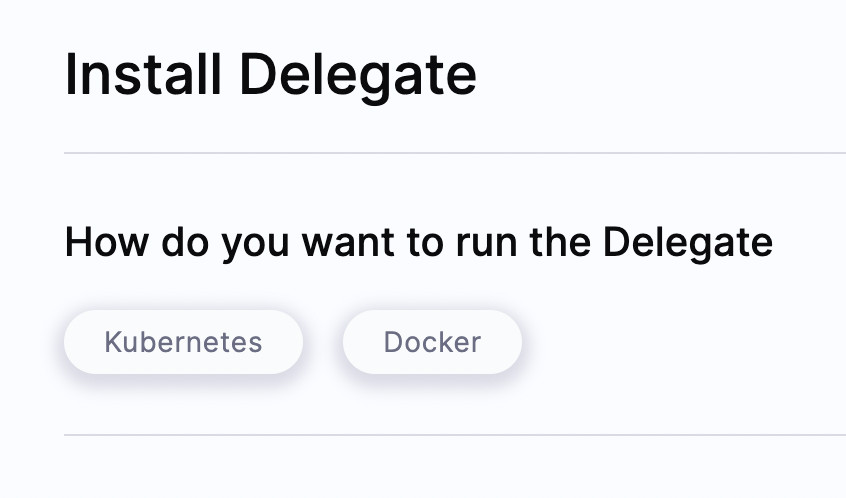 Install Delegate
How do you want to run the Delegate
Kubernetes Docker